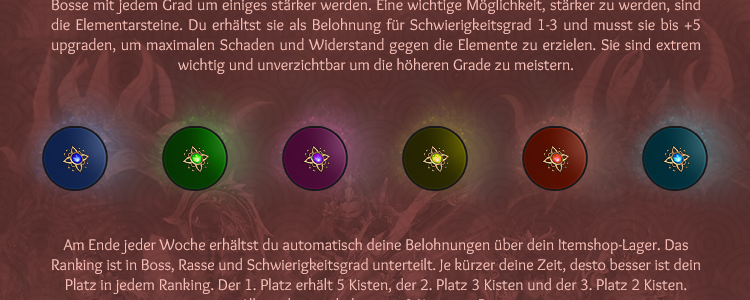 Bosse mit jedem Grad um einiges stärker werden. Eine wichtige Möglichkeit, stärker zu werden, sind
die Elementarsteine. Du erhältst sie als Belohnung für Schwierigkeitsgrad 1-3 und musst sie bis +5
upgraden, um maximalen Schaden und Widerstand gegen die Elemente zu erzielen. Sie sind extrem
wichtig und unverzichtbar um die höheren Grade zu meistern.
Am Ende jeder Woche erhältst du automatisch deine Belohnungen über dein Itemshop-Lager. Das
Ranking ist in Boss, Rasse und Schwierigkeitsgrad unterteilt. Je kürzer deine Zeit, desto besser ist dein
Platz in jedem Ranking. Der 1. Platz erhält 5 Kisten, der 2. Platz 3 Kisten und der 3. Platz 2 Kisten.